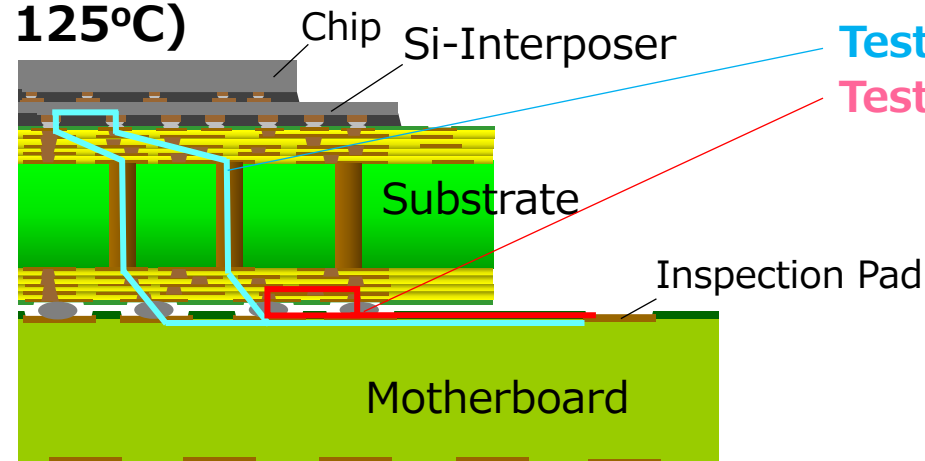 125ºC)
Chip
Si-Interposer
Test
Test
Substrate
Inspection Pad
Motherboard